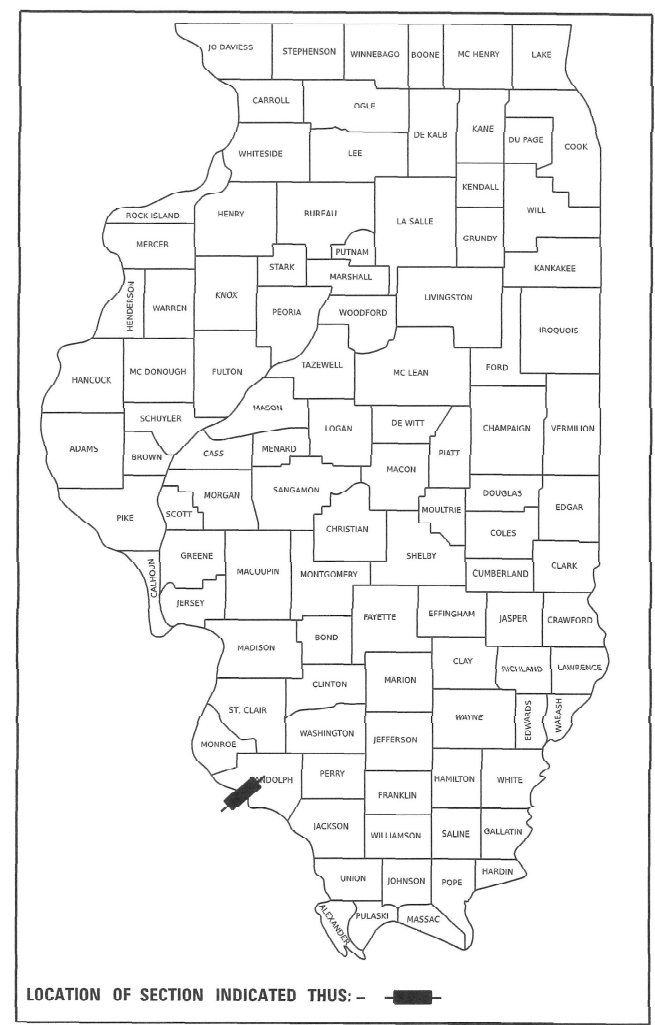 JO DAVIESS STEPHENSON WINNEBAGO BOONE MC HENRY LAKE
CARROLL OGLE DE KALB KANE DU PAGE COOK
WHITESIDE LEE
KENDALL
ROCK ISLAND HENRY BUREAU LA SALLE WILL
GRUNDY
MERCER PUTNAM
STARK MARSHALL KANKAKEE
HENDERSON WARREN KNOX PEORIA WOODFORD LIVINGSTON IROQUOIS
HANCOCK MC DONOUGH FULTON TAZEWELL MC LEAN FORD
SCHUYLER MASON LOGAN DE WITT CHAMPAIGN VERMILION
ADAMS BROWN CASS MENARD MACON PIATT
PIKE SCOTT MORGAN SANGAMON CHRISTIAN MOULTRIE DOUGLAS EDGAR
COLES
CALHOUN GREENE MACOUPIN MONTGOMERY SHELBY CUMBERLAND CLARK
JERSEY FAYETTE EFFINGHAM JASPER CRAWFORD
MADISON BOND
CLAY RICHLAND LAWRENCE
CLINTON MARION
ST. CLAIR WAYNE EDWARDS WABASH
MONROE WASHINGTON JEFFERSON
ANDOLPH PERRY HAMILTON WHITE
FRANKLIN
JACKSON WILLIAMSON SALINE GALLATIN
UNION JOHNSON POPE HARDIN
ALEXANDER PULASKI MASSAC
LOCATION OF SECTION INDICATED THUS: –